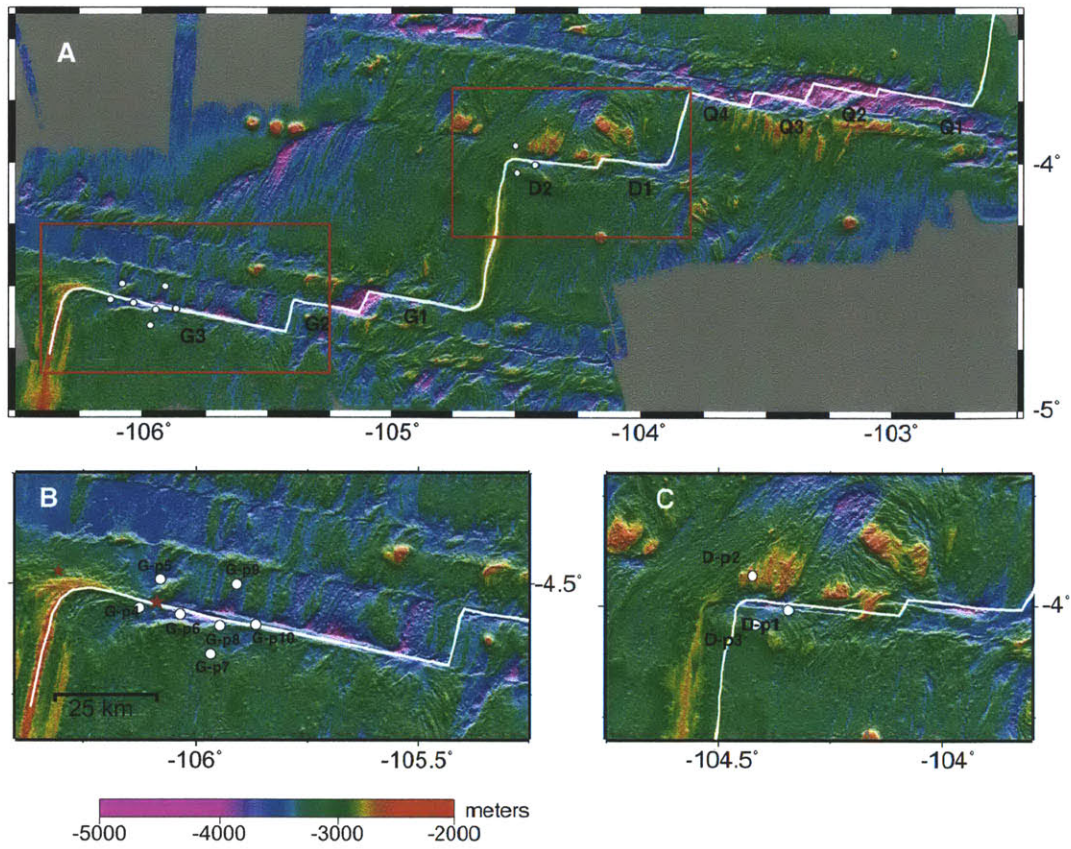 A
Q4
Q3
Q2
Q1
-4°
D2
D1
G3
G2
G1
-5°
-106°
-105°
-104°
-103°
B
G-p5
G-p9
G-p6
G-p8
G-p10
G-p7
25 km
-4.5°
-106°
-105.5°
C
D-p2
D-p1
D-p3
-4°
-104.5°
-104°
meters
-5000
-4000
-3000
-2000